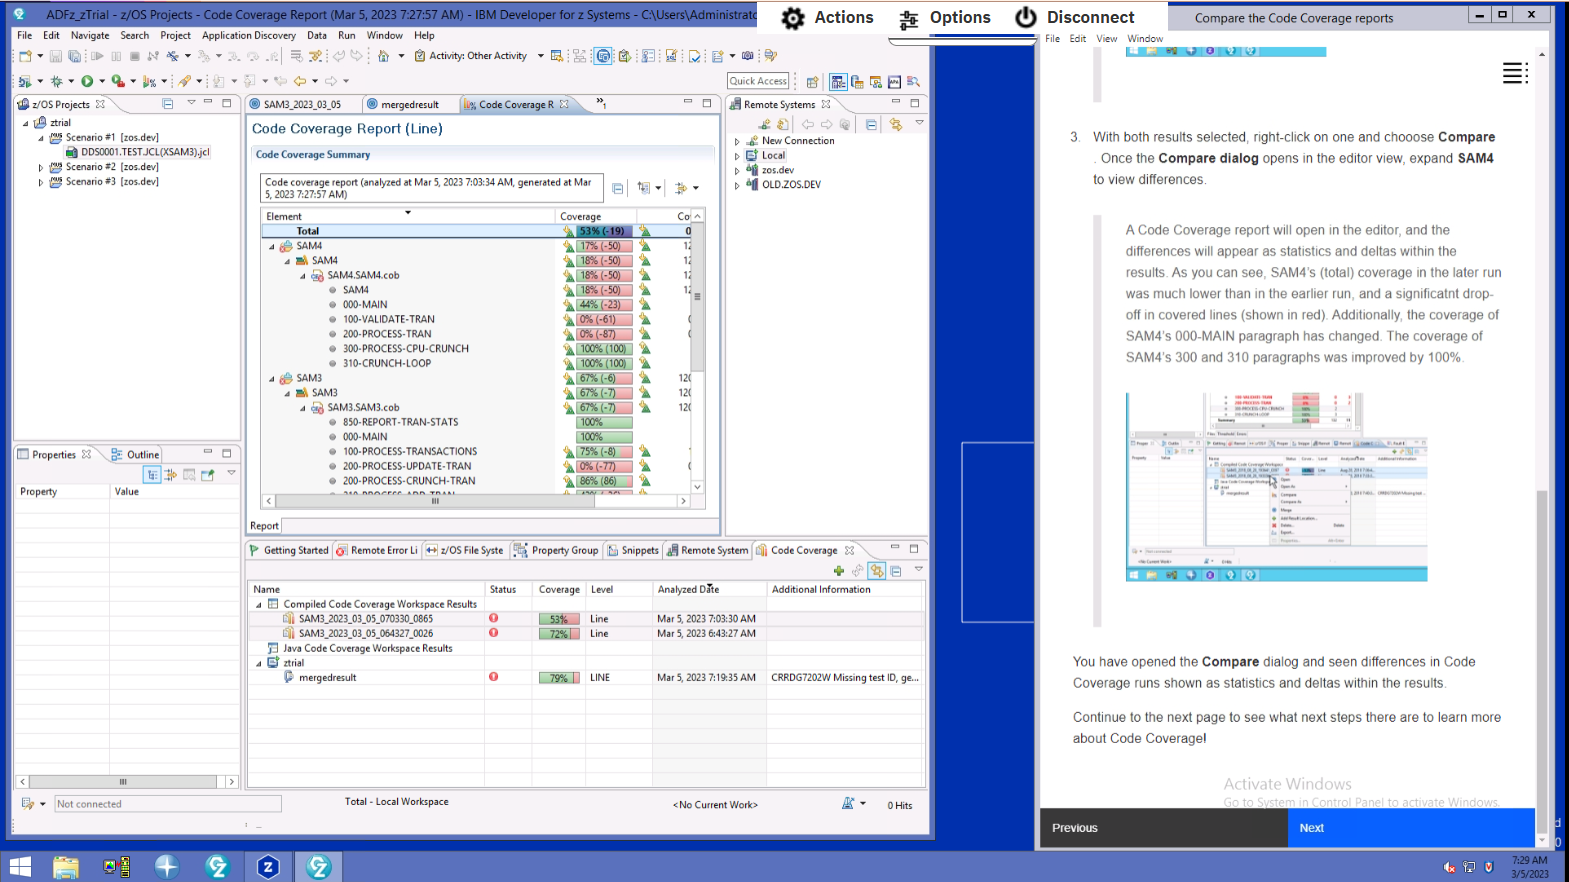 ADFz_zTrial - z/OS Projects - Code Coverage Report (Mar 5, 2023 7:27:57 AM) - IBM Developer for z Systems - C:\Users\Administrato
Actions
Options
Disconnect
Compare the Code Coverage reports
File Edit Navigate Search Project Application Discovery Data Run Window Help
File Edit View Window
Activity: Other Activity
Quick Access
z/OS Projects
ztrial
Scenario #1 [zos.dev]
DDS0001.TEST.JCL(XSAM3).jcl
Scenario #2 [zos.dev]
Scenario #3 [zos.dev]
SAM3_2023_03_05
mergedresult
Code Coverage R
»1
Code Coverage Report (Line)
Code Coverage Summary
Code coverage report (analyzed at Mar 5, 2023 7:03:34 AM, generated at Mar
5, 2023 7:27:57 AM)
Element Coverage Co
Total 53% (-19) 0
SAM4 17% (-50) 12
SAM4 18% (-50) 12
SAM4.SAM4.cob 18% (-50) 12
SAM4 18% (-50) 12
000-MAIN 44% (-23)
100-VALIDATE-TRAN 0% (-61)
200-PROCESS-TRAN 0% (-87)
300-PROCESS-CPU-CRUNCH 100% (100)
310-CRUNCH-LOOP 100% (100)
SAM3 67% (-6) 120
SAM3 67% (-7) 120
SAM3.SAM3.cob 67% (-7) 120
850-REPORT-TRAN-STATS 100%
000-MAIN 100%
100-PROCESS-TRANSACTIONS 75% (-8)
200-PROCESS-UPDATE-TRAN 0% (-77)
200-PROCESS-CRUNCH-TRAN 86% (86)
Report
Remote Systems
New Connection
Local
zos.dev
OLD.ZOS.DEV
Properties
Outline
Property Value
Getting Started
Remote Error Li
z/OS File Syste
Property Group
Snippets
Remote System
Code Coverage
Name Status Coverage Level Analyzed Date Additional Information
Compiled Code Coverage Workspace Results
SAM3_2023_03_05_070330_0865 53% Line Mar 5, 2023 7:03:30 AM
SAM3_2023_03_05_064327_0026 72% Line Mar 5, 2023 6:43:27 AM
Java Code Coverage Workspace Results
ztrial
mergedresult 79% LINE Mar 5, 2023 7:19:35 AM CRRDG7202W Missing test ID, ge...
Not connected
Total - Local Workspace
<No Current Work>
0 Hits
3. With both results selected, right-click on one and chooose Compare
. Once the Compare dialog opens in the editor view, expand SAM4
to view differences.
A Code Coverage report will open in the editor, and the
differences will appear as statistics and deltas within the
results. As you can see, SAM4's (total) coverage in the later run
was much lower than in the earlier run, and a significatnt drop-
off in covered lines (shown in red). Additionally, the coverage of
SAM4's 000-MAIN paragraph has changed. The coverage of
SAM4's 300 and 310 paragraphs was improved by 100%.
You have opened the Compare dialog and seen differences in Code
Coverage runs shown as statistics and deltas within the results.
Continue to the next page to see what next steps there are to learn more
about Code Coverage!
Activate Windows
Go to System in Control Panel to activate Windows.
Previous
Next
7:29 AM
3/5/2023